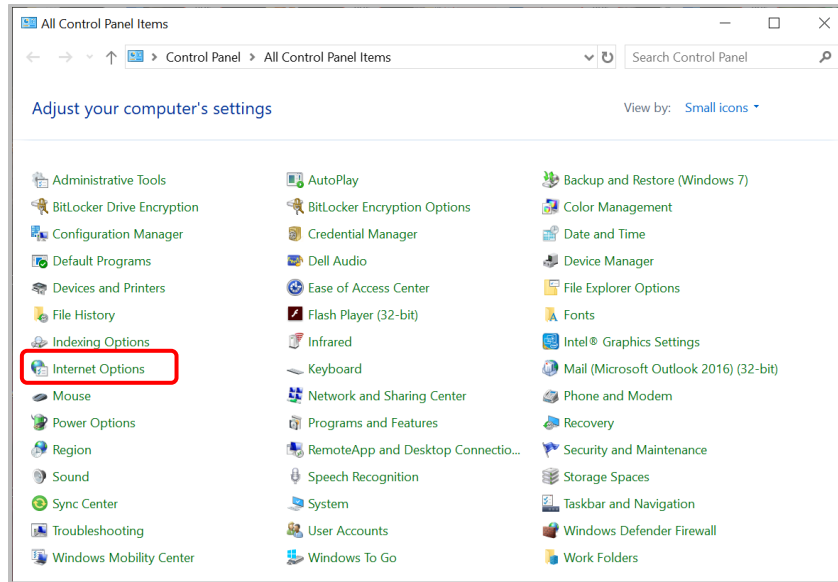 All Control Panel Items
Control Panel > All Control Panel Items
Search Control Panel
Adjust your computer's settings
View by: Small icons
Administrative Tools
AutoPlay
Backup and Restore (Windows 7)
BitLocker Drive Encryption
BitLocker Encryption Options
Color Management
Configuration Manager
Credential Manager
Date and Time
Default Programs
Dell Audio
Device Manager
Devices and Printers
Ease of Access Center
File Explorer Options
File History
Flash Player (32-bit)
Fonts
Indexing Options
Infrared
Intel® Graphics Settings
Internet Options
Keyboard
Mail (Microsoft Outlook 2016) (32-bit)
Mouse
Network and Sharing Center
Phone and Modem
Power Options
Programs and Features
Recovery
Region
RemoteApp and Desktop Connectio...
Security and Maintenance
Sound
Speech Recognition
Storage Spaces
Sync Center
System
Taskbar and Navigation
Troubleshooting
User Accounts
Windows Defender Firewall
Windows Mobility Center
Windows To Go
Work Folders